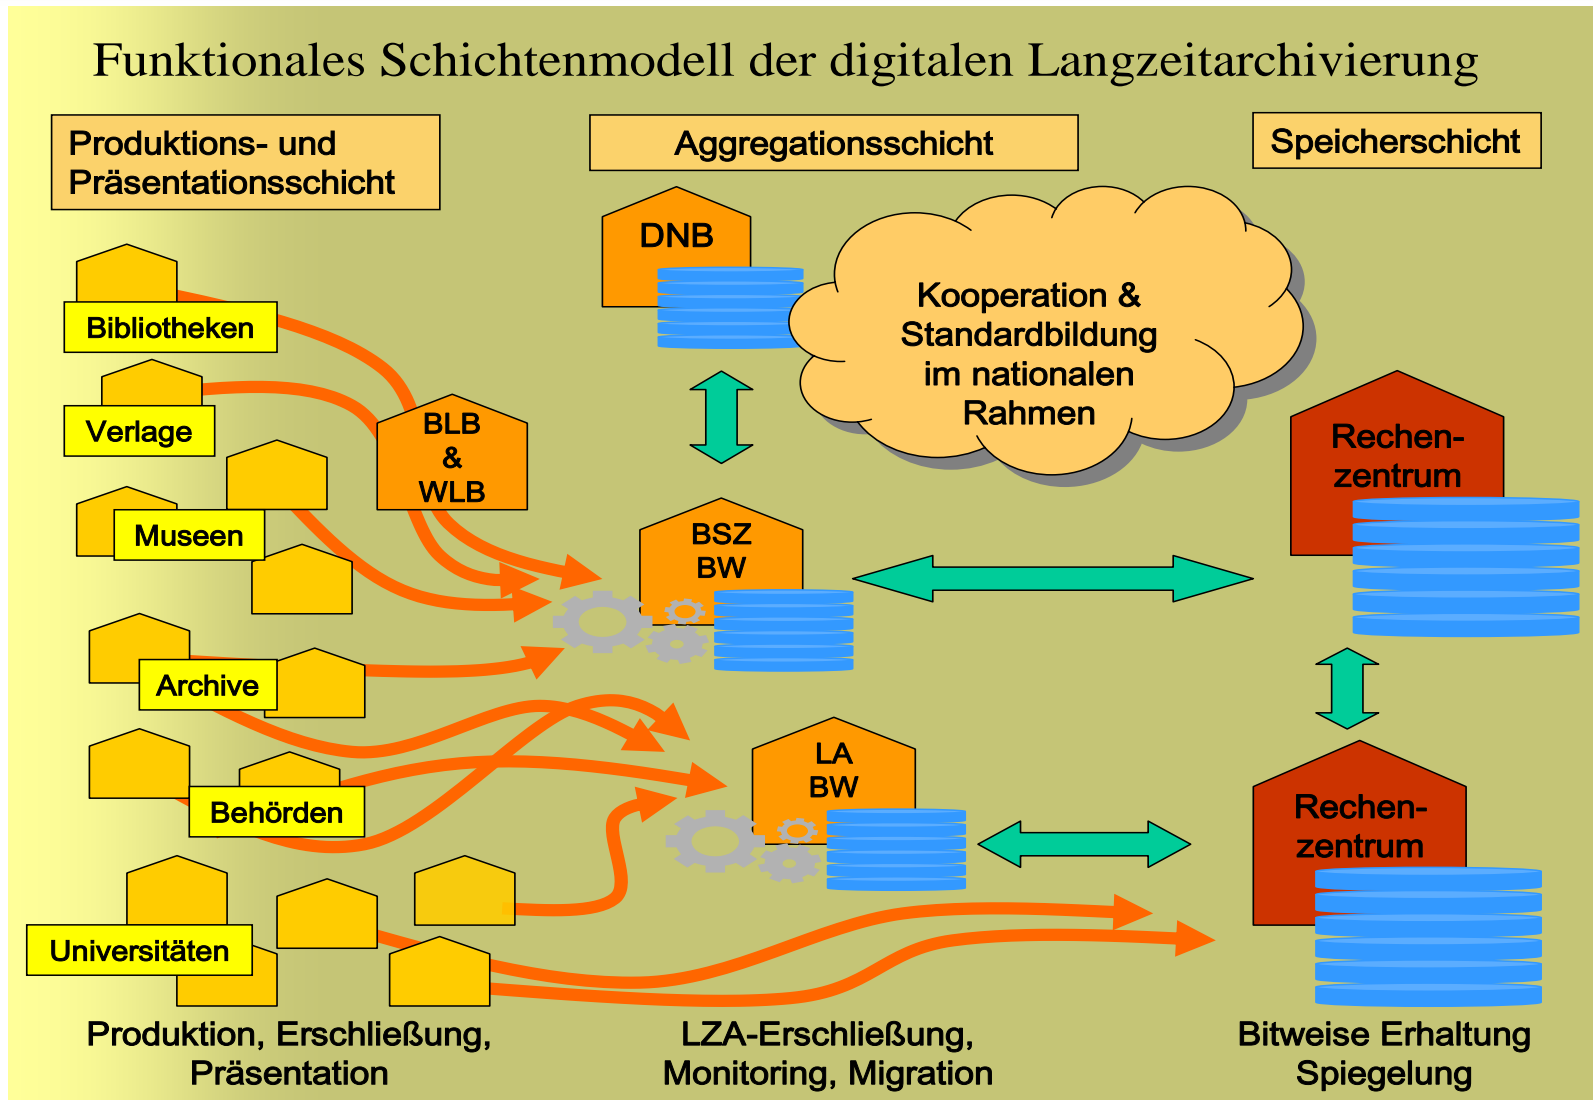 Funktionales Schichtenmodell der digitalen Langzeitarchivierung
Produktions- und
Präsentationsschicht
Aggregationsschicht
Speicherschicht
DNB
Kooperation &
Standardbildung
im nationalen
Rahmen
Bibliotheken
Verlage
BLB
&
WLB
Rechen-
zentrum
Museen
BSZ
BW
Archive
LA
BW
Behörden
Rechen-
zentrum
Universitäten
Produktion, Erschließung,
Präsentation
LZA-Erschließung,
Monitoring, Migration
Bitweise Erhaltung
Spiegelung